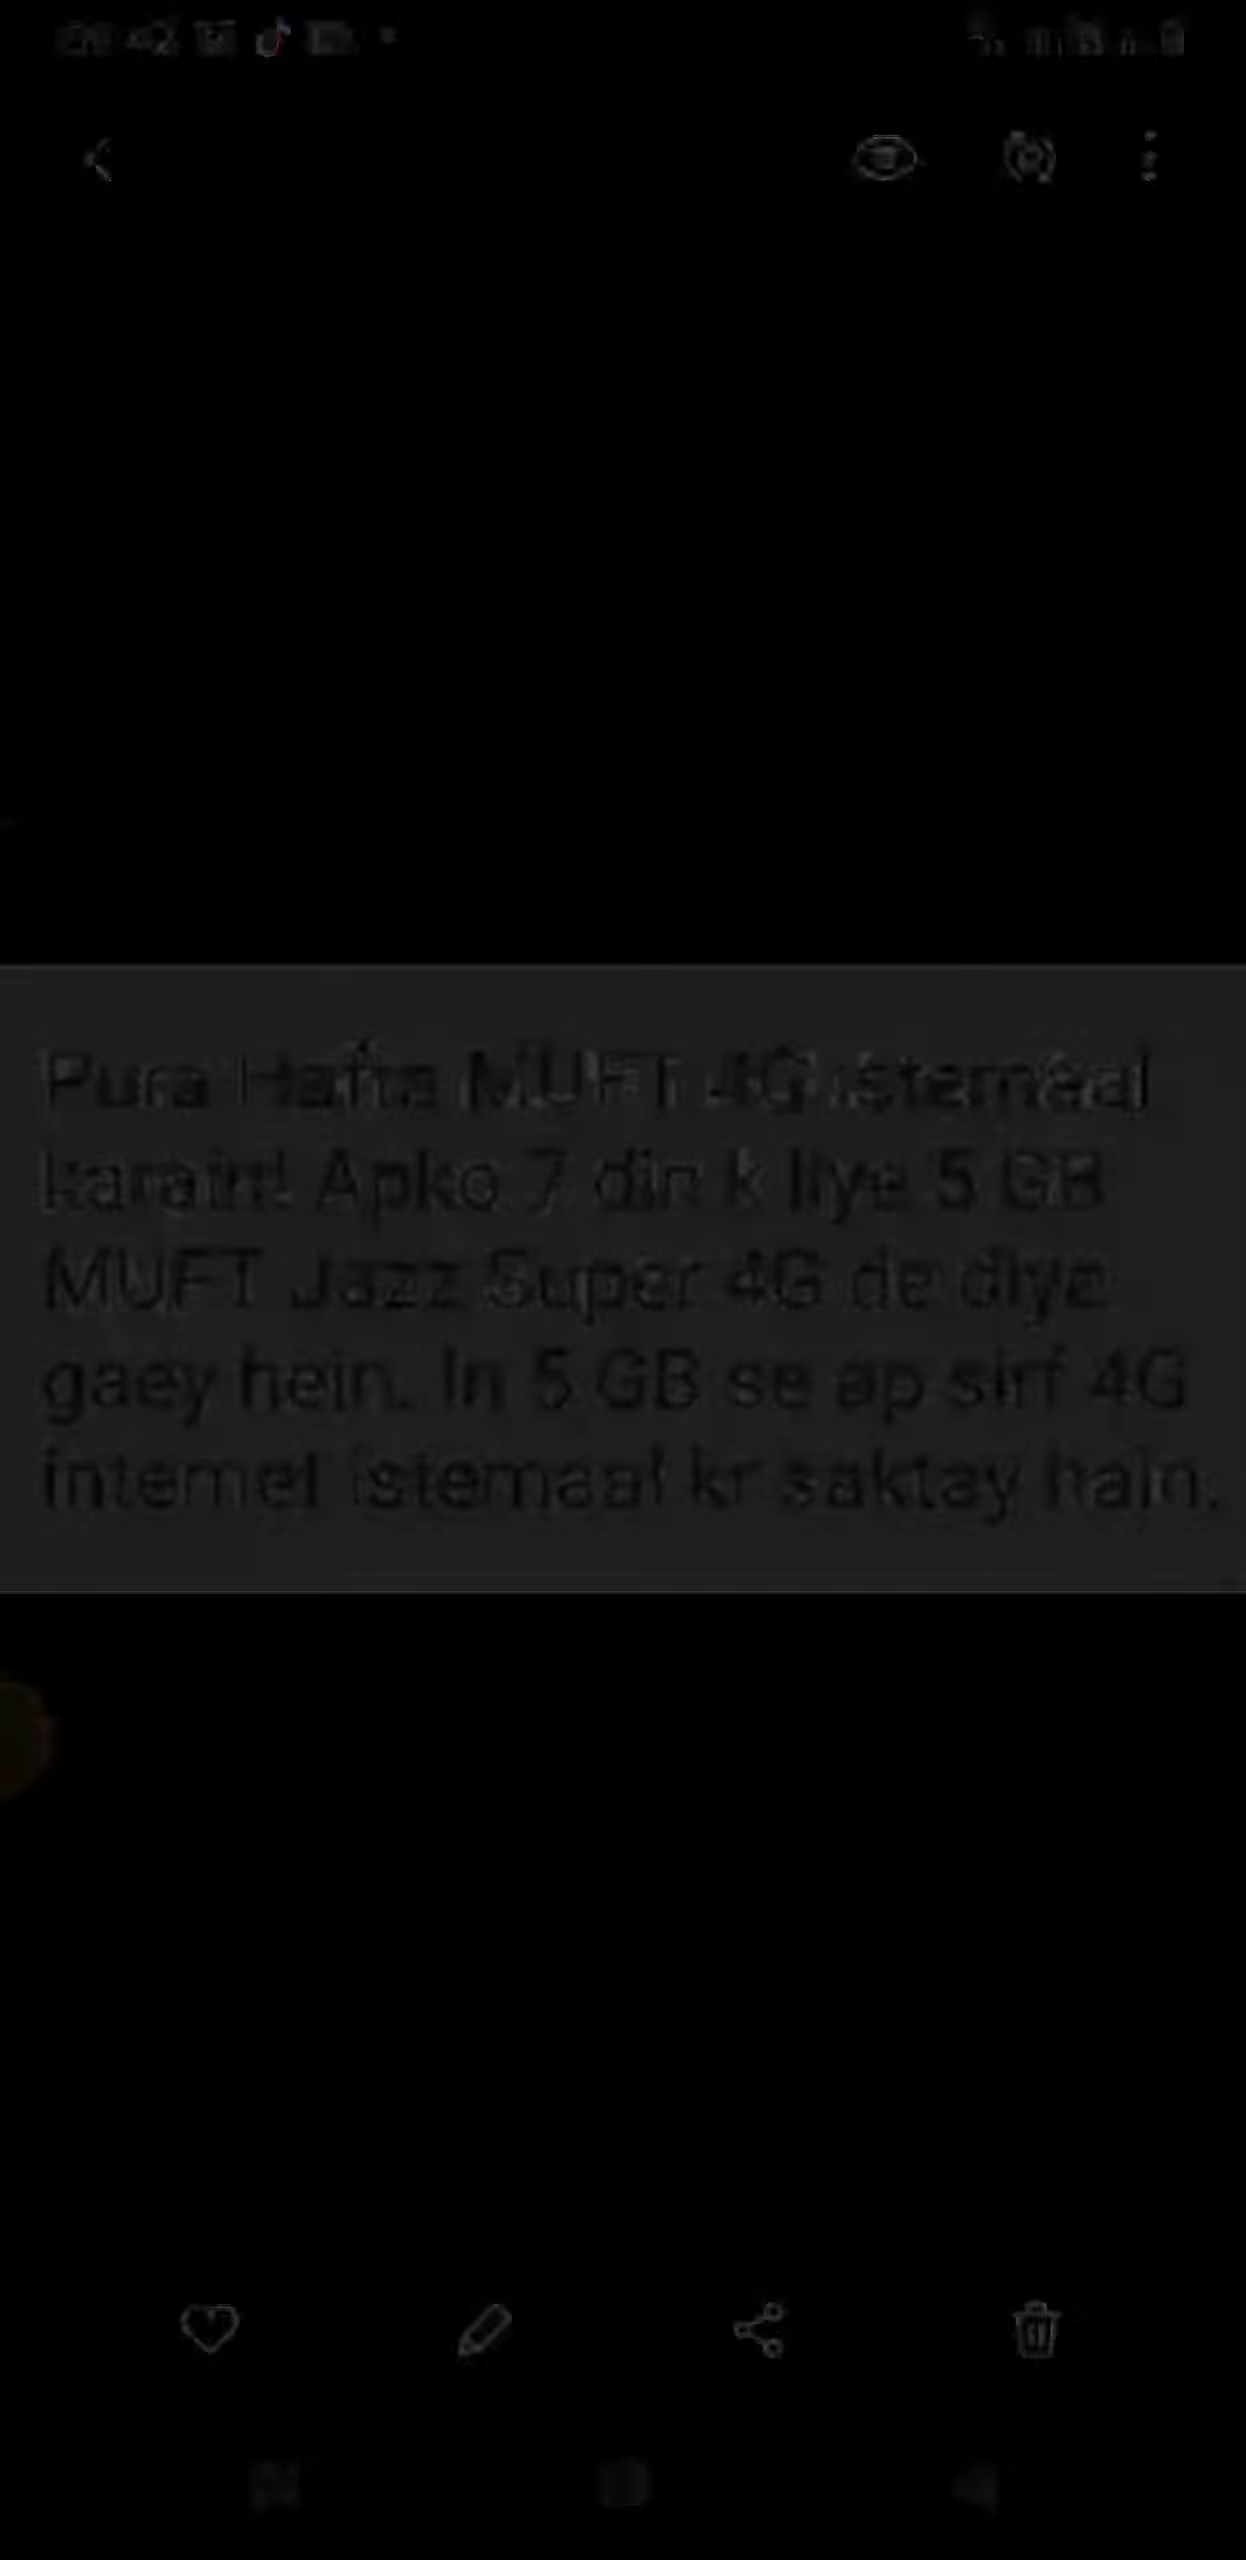 Pura Hafta MUFT 4G istemaal
karain! Apko 7 din k liye 5 GB
MUFT Jazz Super 4G de diye
gaey hein. In 5 GB se ap sirf 4G
internet istemaal kr saktay hain.